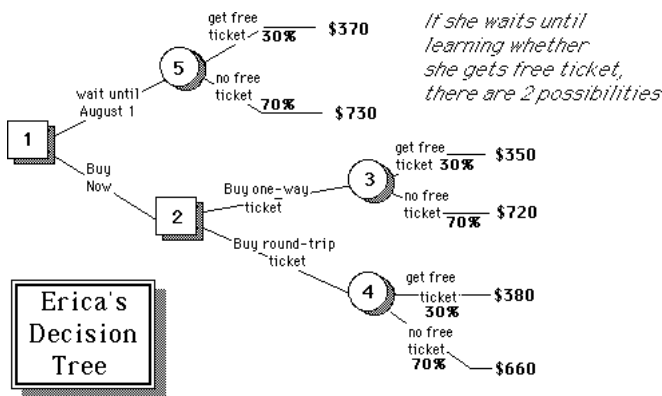 get free
ticket 30% $370
5
no free
ticket
70% $730
wait until
August 1
1
Buy
Now
If she waits until
learning whether
she gets free ticket,
there are 2 possibilities
2
Buy one-way
ticket
3
get free
ticket 30% $350
no free
ticket 70% $720
Buy round-trip
ticket
4
get free
ticket $380
30%
no free
ticket
70% $660
Erica's
Decision
Tree